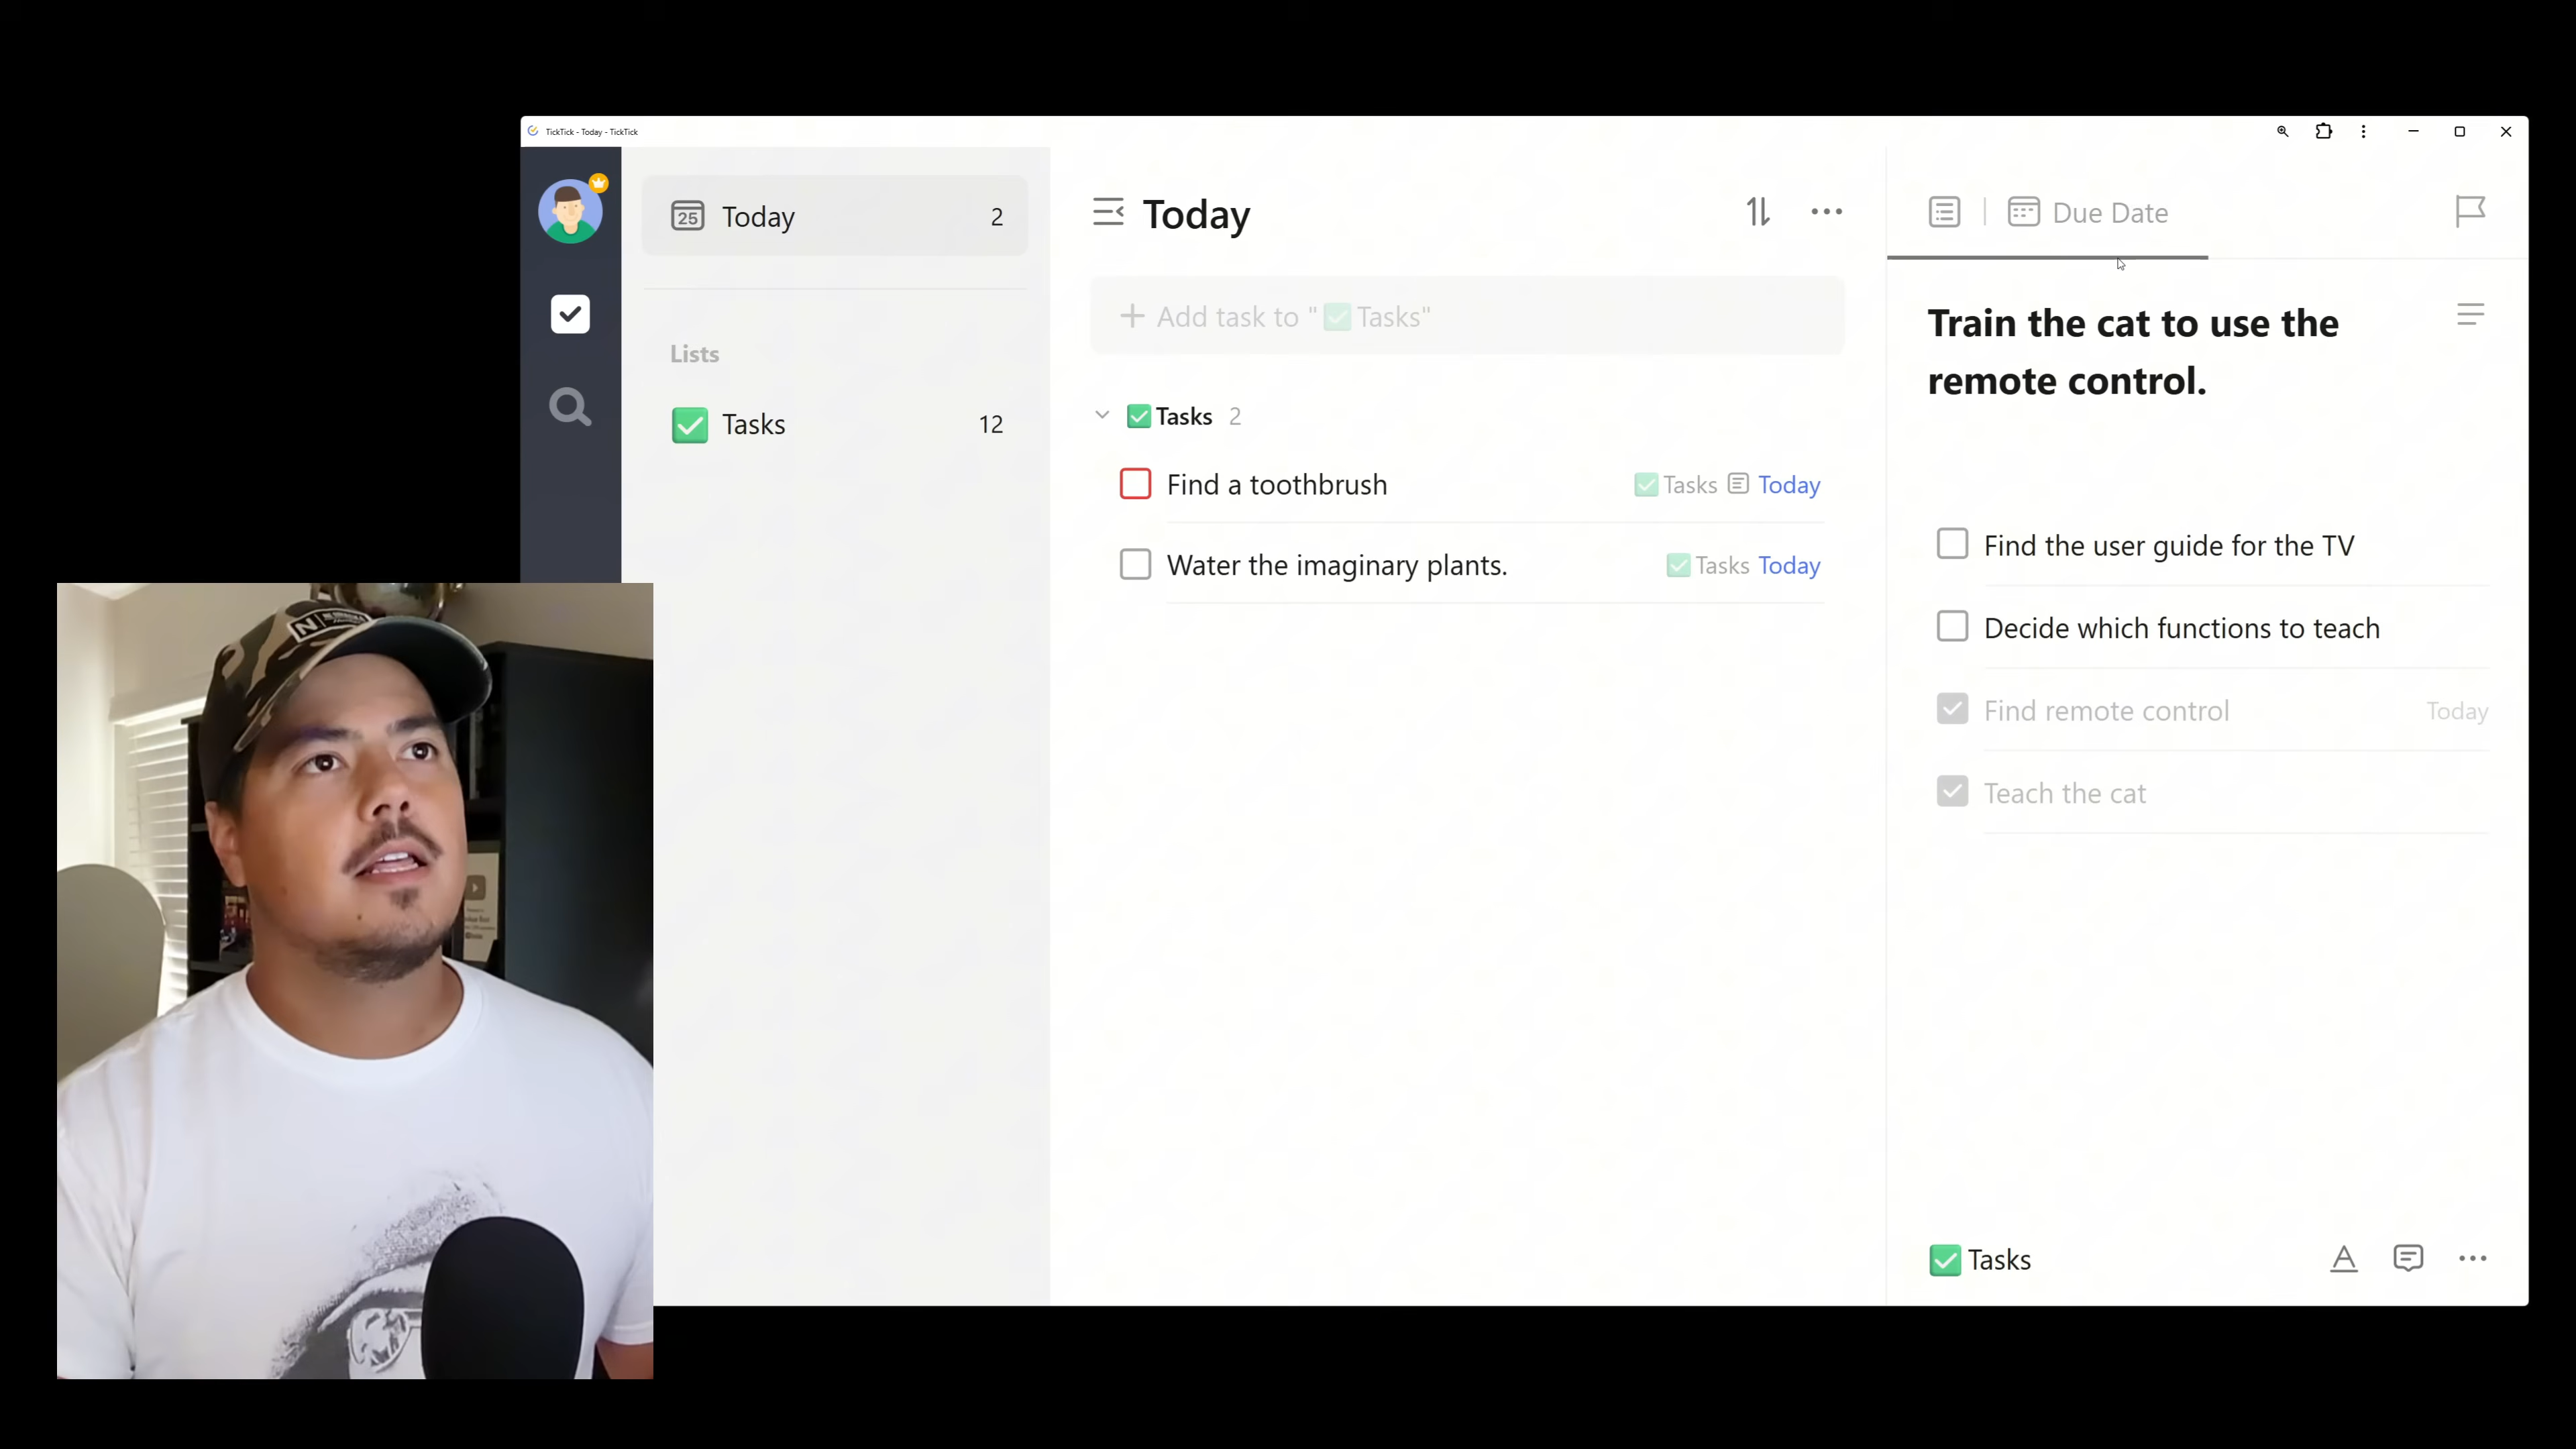 TickTick - Today - TickTick
25 Today 2
Lists
Tasks 12
Today
Add task to "✅Tasks"
Tasks 2
Find a toothbrush Tasks Today
Water the imaginary plants. Tasks Today
Due Date
Train the cat to use the
remote control.
Find the user guide for the TV
Decide which functions to teach
Find remote control Today
Teach the cat
Tasks
N